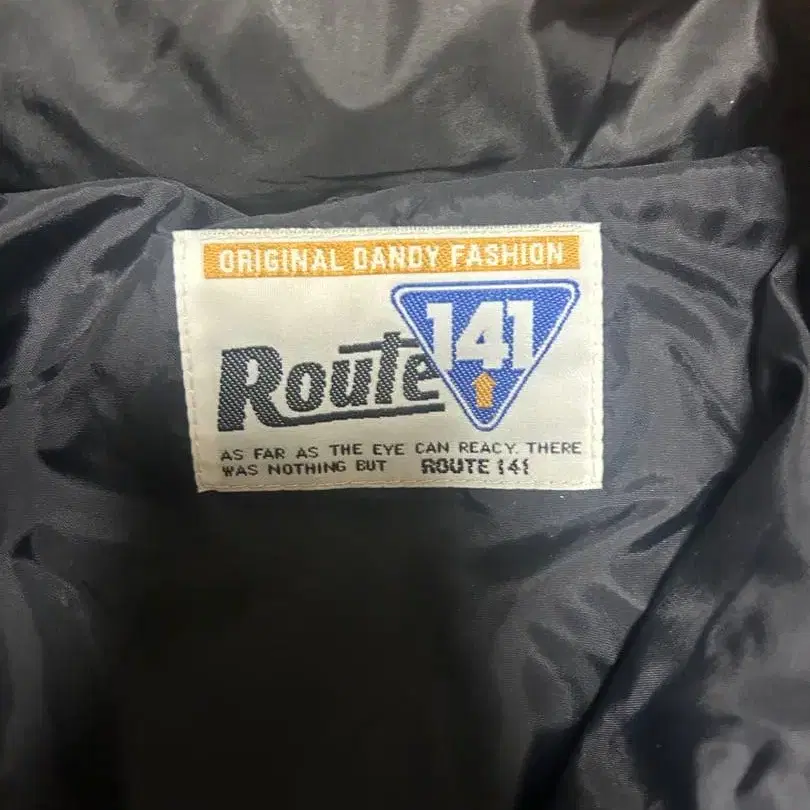 ORIGINAL DANDY FASHION
Route 141
AS FAR AS THE EYE CAN REACY. THERE
WAS NOTHING BUT ROUTE 141